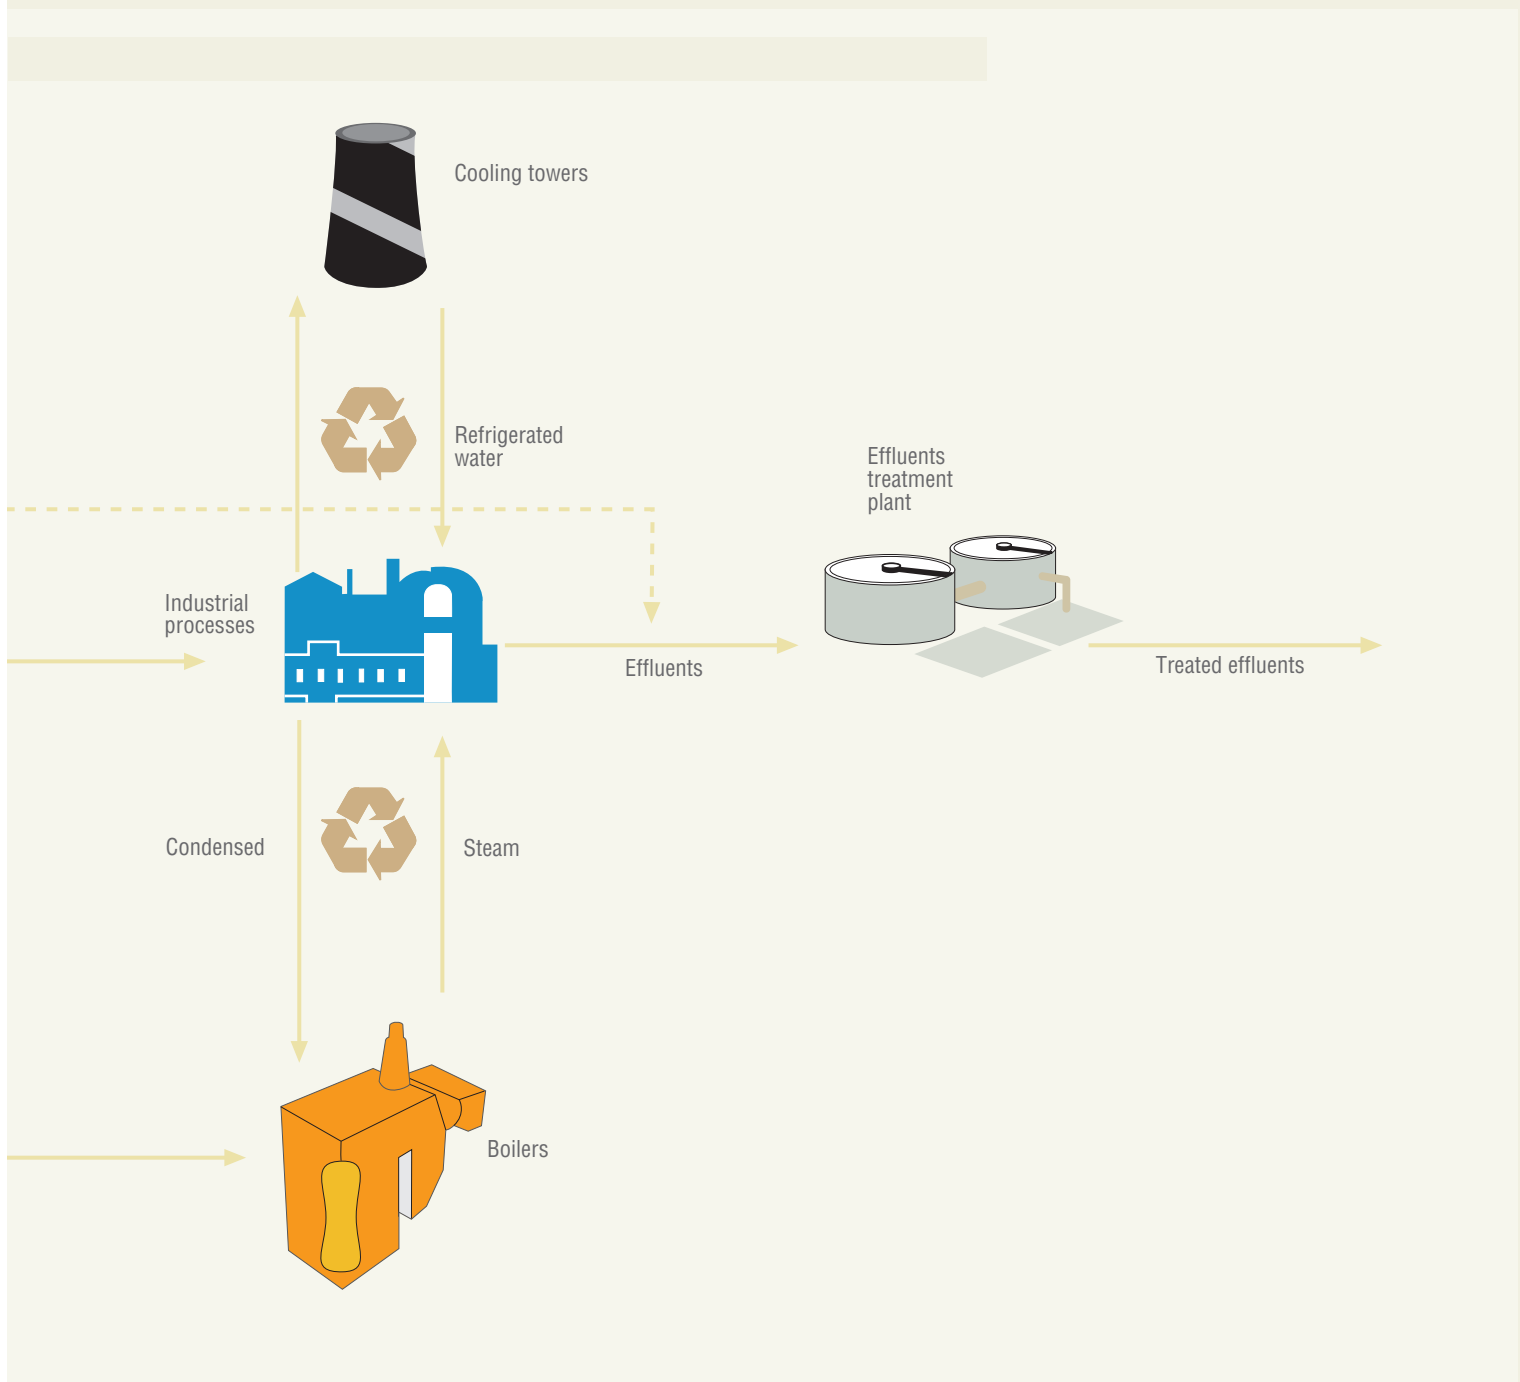 Cooling towers
Refrigerated
water
Effluents
treatment
plant
Industrial
processes
Effluents
Treated effluents
Condensed
Steam
Boilers